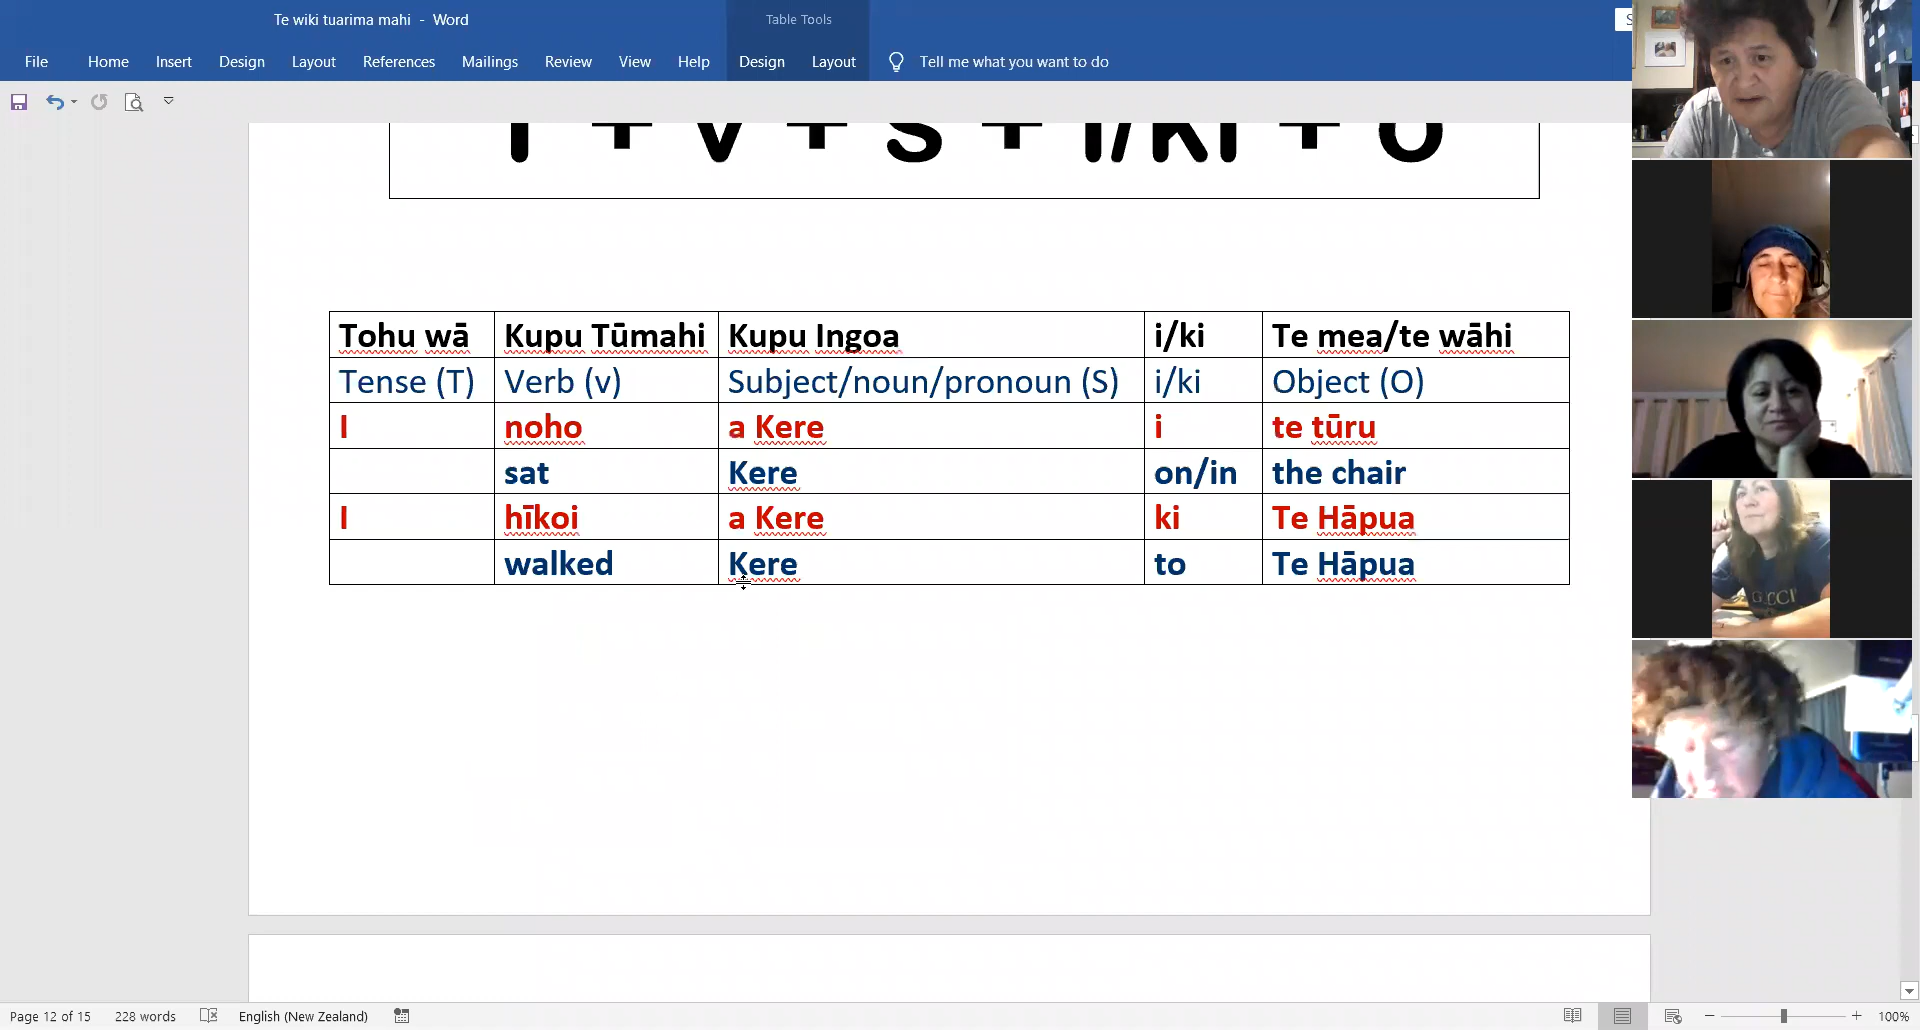 Te wiki tuarima mahi - Word
Table Tools
File Home Insert Design Layout References Mailings Review View Help Design Layout Tell me what you want to do
T + V + S + i/ki + O
Tohu wā Kupu Tūmahi Kupu Ingoa i/ki Te mea/te wāhi
Tense (T) Verb (v) Subject/noun/pronoun (S) i/ki Object (O)
I noho a Kere i te tūru
sat Kere on/in the chair
I hīkoi a Kere ki Te Hāpua
walked Kere to Te Hāpua
GUCCI
Page 12 of 15 228 words English (New Zealand) 100%